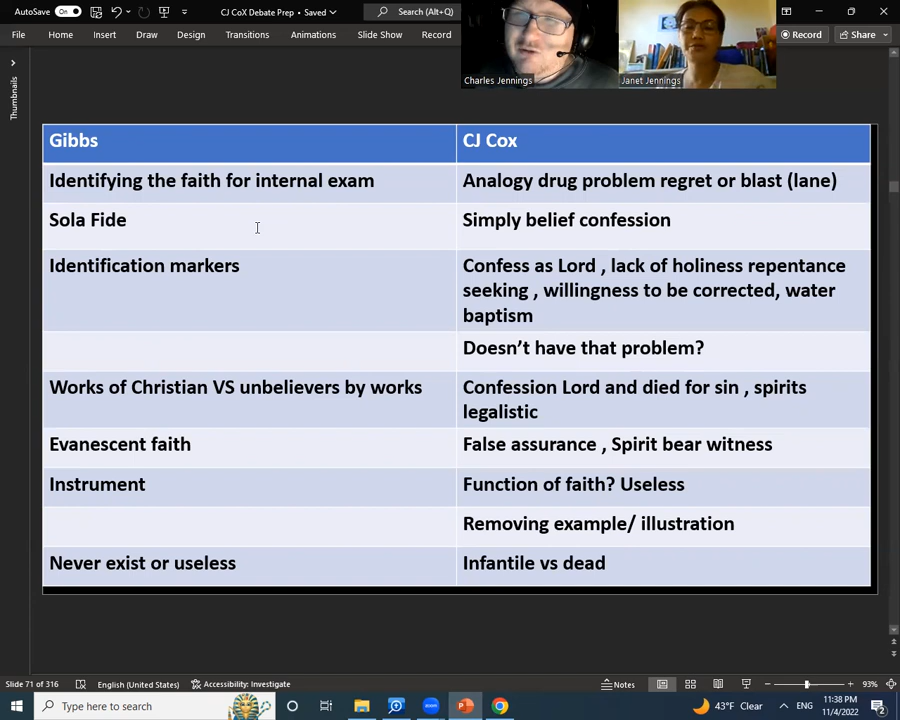 AutoSave On CJ CoX Debate Prep • Saved Search (Alt+Q)
File Home Insert Draw Design Transitions Animations Slide Show Record Record Share
Charles Jennings Janet Jennings
Thumbnails
Gibbs CJ Cox
Identifying the faith for internal exam Analogy drug problem regret or blast (lane)
Sola Fide Simply belief confession
Identification markers Confess as Lord , lack of holiness repentance
seeking , willingness to be corrected, water
baptism
Doesn’t have that problem?
Works of Christian VS unbelievers by works Confession Lord and died for sin , spirits
legalistic
Evanescent faith False assurance , Spirit bear witness
Instrument Function of faith? Useless
Removing example/ illustration
Never exist or useless Infantile vs dead
Slide 71 of 316 English (United States) Accessibility: Investigate Notes 93%
Type here to search 43°F Clear ENG 11:38 PM
11/4/2022 2